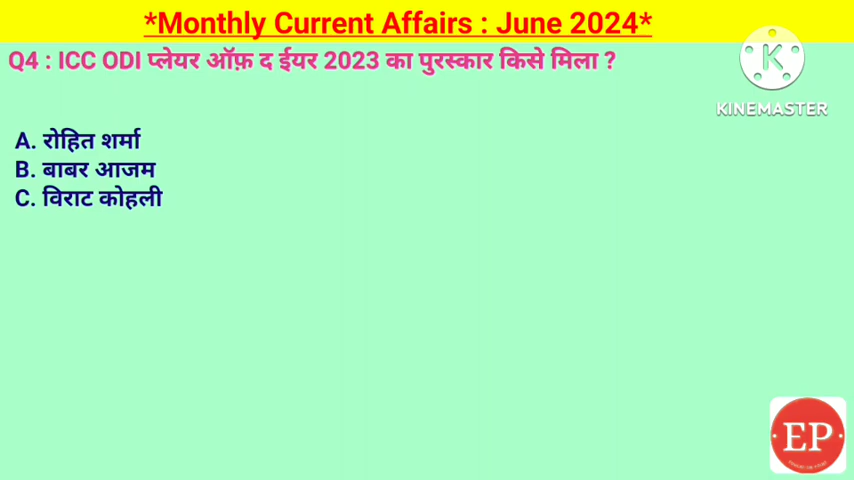 *Monthly Current Affairs : June 2024*
Q4 : ICC ODI प्लेयर ऑफ़ द ईयर 2023 का पुरस्कार किसे मिला ?
KINEMASTER
A. रोहित शर्मा
B. बाबर आजम
C. विराट कोहली
EP